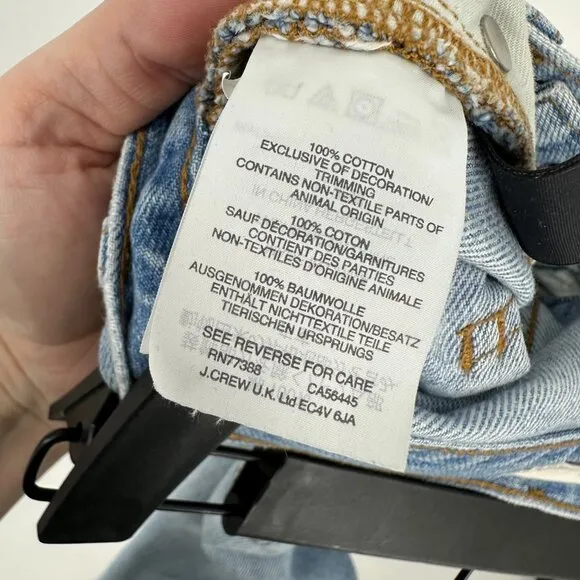 100% COTTON
EXCLUSIVE OF DECORATION/
TRIMMING
CONTAINS NON-TEXTILE PARTS OF
ANIMAL ORIGIN
100% COTON
SAUF DÉCORATION/GARNITURES
CONTIENT DES PARTIES
NON-TEXTILES D'ORIGINE ANIMALE
100% BAUMWOLLE
AUSGENOMMEN DEKORATION/BESATZ
ENTHÄLT NICHTTEXTILE TEILE
TIERISCHEN URSPRUNGS
SEE REVERSE FOR CARE
RN77388 CA56445
J.CREW U.K. Ltd EC4V 6JA